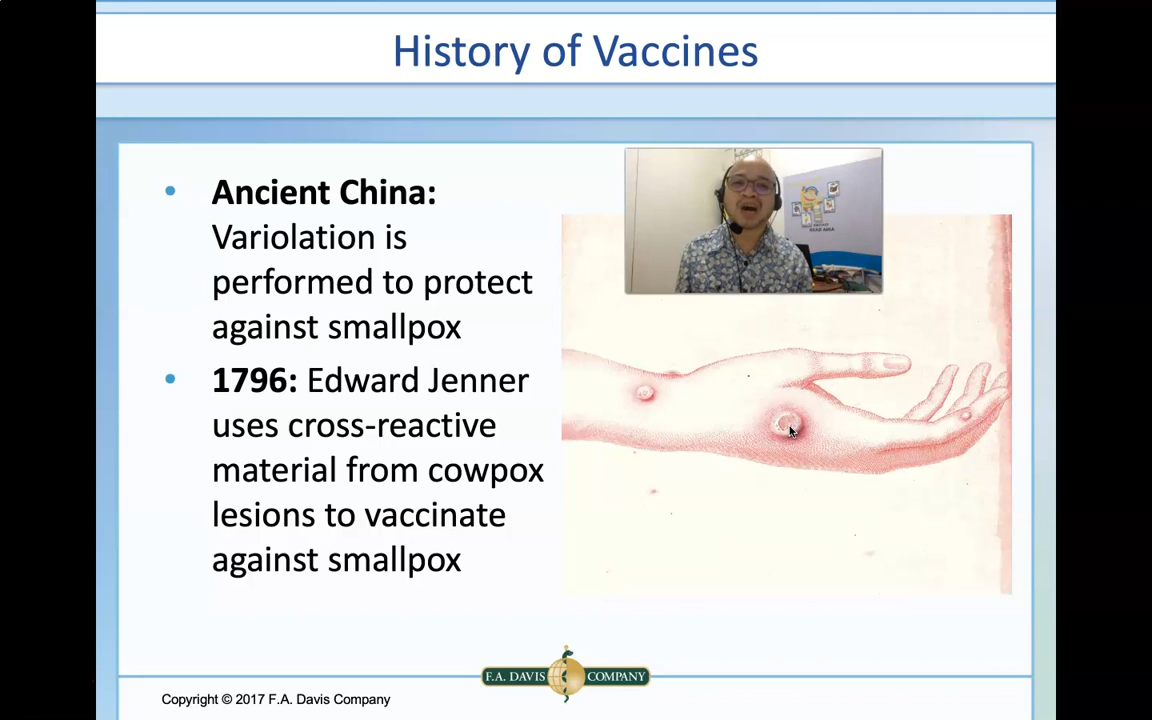 History of Vaccines
• Ancient China:
Variolation is
performed to protect
against smallpox
• 1796: Edward Jenner
uses cross-reactive
material from cowpox
lesions to vaccinate
against smallpox
F.A. DAVIS COMPANY
Copyright © 2017 F.A. Davis Company